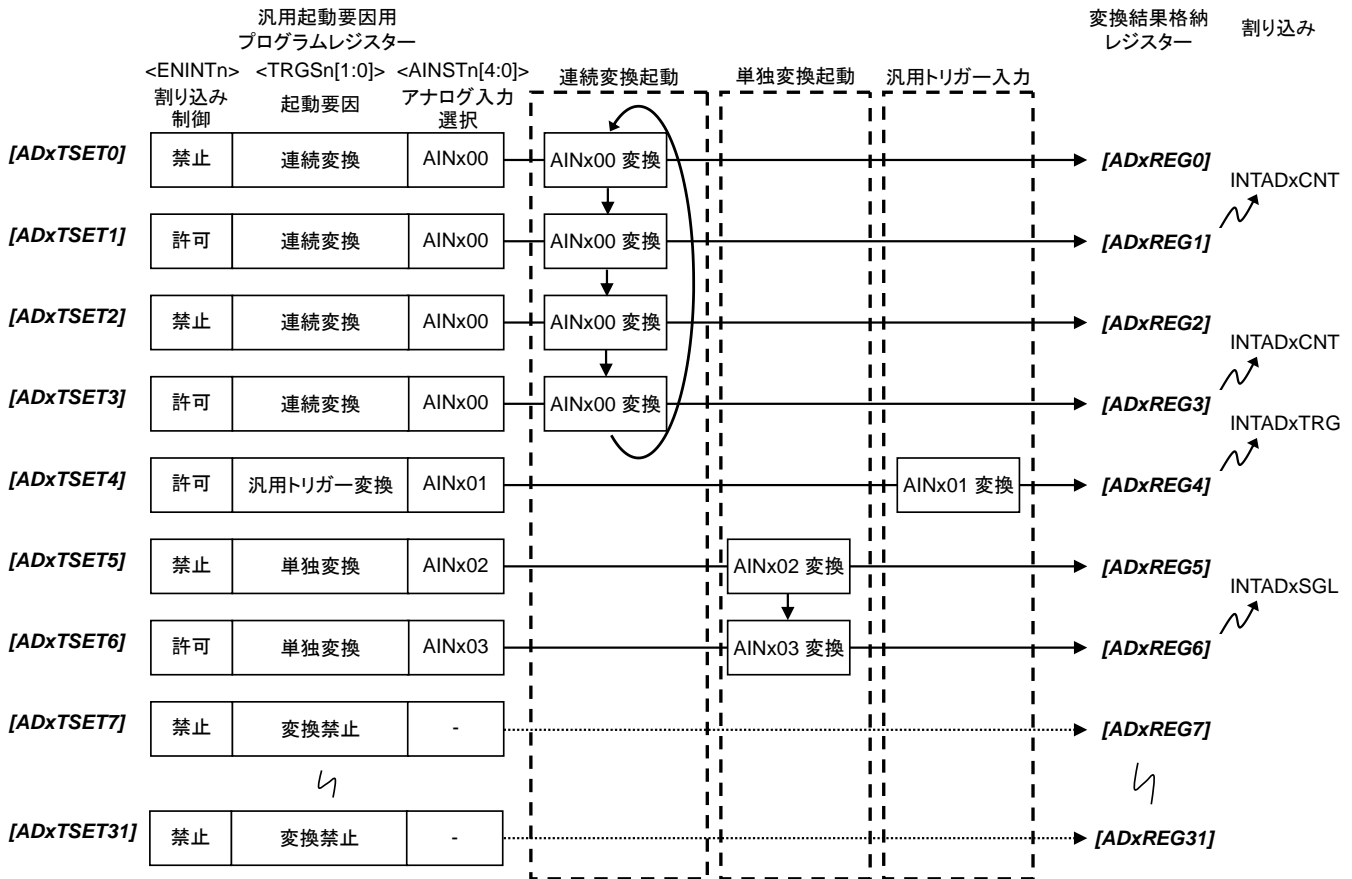 汎用起動要因用
プログラムレジスター
変換結果格納
レジスター
割り込み
<ENINTn> <TRGSn[1:0]> <AINSTn[4:0]>
割り込み
制御
起動要因
アナログ入力
選択
連続変換起動
単独変換起動
汎用トリガー入力
[ADxTSET0] 禁止 連続変換 AINx00 AINx00 変換 [ADxREG0]
INTADxCNT
[ADxTSET1] 許可 連続変換 AINx00 AINx00 変換 [ADxREG1]
[ADxTSET2] 禁止 連続変換 AINx00 AINx00 変換 [ADxREG2]
INTADxCNT
[ADxTSET3] 許可 連続変換 AINx00 AINx00 変換 [ADxREG3]
INTADxTRG
[ADxTSET4] 許可 汎用トリガー変換 AINx01 AINx01 変換 [ADxREG4]
[ADxTSET5] 禁止 単独変換 AINx02 AINx02 変換 [ADxREG5]
INTADxSGL
[ADxTSET6] 許可 単独変換 AINx03 AINx03 変換 [ADxREG6]
[ADxTSET7] 禁止 変換禁止 - [ADxREG7]
[ADxTSET31] 禁止 変換禁止 - [ADxREG31]